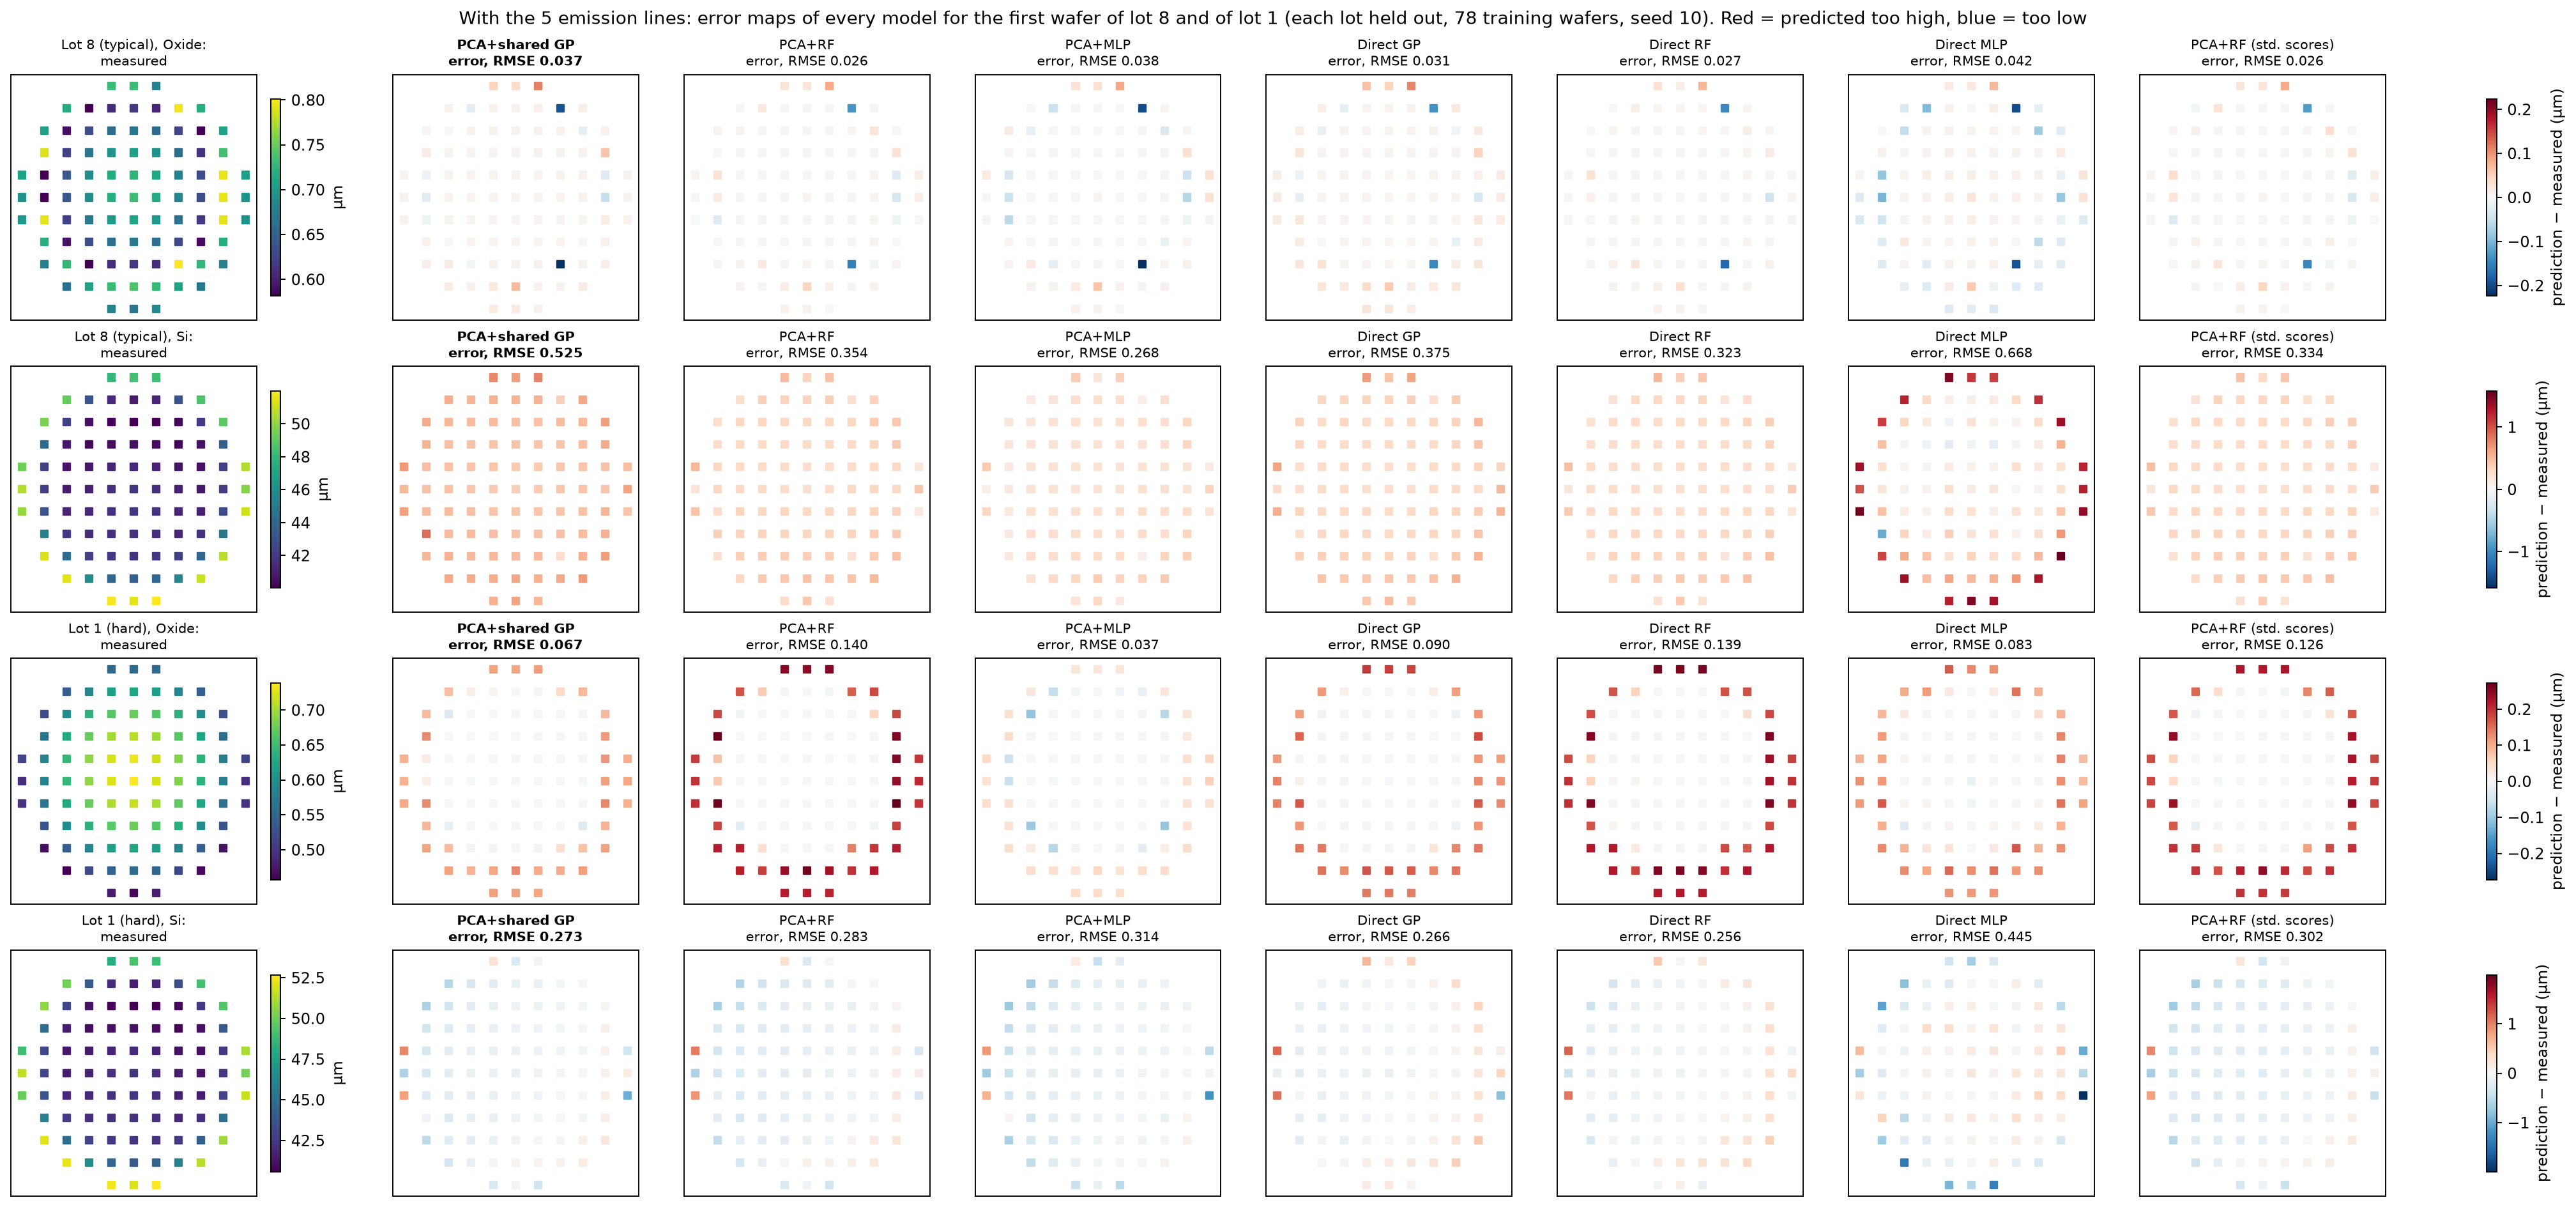 With the 5 emission lines: error maps of every model for the first wafer of lot 8 and of lot 1 (each lot held out, 78 training wafers, seed 10). Red = predicted too high, blue = too low
Lot 8 (typical), Oxide:
measured
0.80
0.75
0.70
0.65
0.60
µm
PCA+shared GP
error, RMSE 0.037
PCA+RF
error, RMSE 0.026
PCA+MLP
error, RMSE 0.038
Direct GP
error, RMSE 0.031
Direct RF
error, RMSE 0.027
Direct MLP
error, RMSE 0.042
PCA+RF (std. scores)
error, RMSE 0.026
0.2
0.1
0.0
−0.1
−0.2
prediction − measured (µm)
Lot 8 (typical), Si:
measured
50
48
46
44
42
µm
PCA+shared GP
error, RMSE 0.525
PCA+RF
error, RMSE 0.354
PCA+MLP
error, RMSE 0.268
Direct GP
error, RMSE 0.375
Direct RF
error, RMSE 0.323
Direct MLP
error, RMSE 0.668
PCA+RF (std. scores)
error, RMSE 0.334
1
0
−1
prediction − measured (µm)
Lot 1 (hard), Oxide:
measured
0.70
0.65
0.60
0.55
0.50
µm
PCA+shared GP
error, RMSE 0.067
PCA+RF
error, RMSE 0.140
PCA+MLP
error, RMSE 0.037
Direct GP
error, RMSE 0.090
Direct RF
error, RMSE 0.139
Direct MLP
error, RMSE 0.083
PCA+RF (std. scores)
error, RMSE 0.126
0.2
0.1
0.0
−0.1
−0.2
prediction − measured (µm)
Lot 1 (hard), Si:
measured
52.5
50.0
47.5
45.0
42.5
µm
PCA+shared GP
error, RMSE 0.273
PCA+RF
error, RMSE 0.283
PCA+MLP
error, RMSE 0.314
Direct GP
error, RMSE 0.266
Direct RF
error, RMSE 0.256
Direct MLP
error, RMSE 0.445
PCA+RF (std. scores)
error, RMSE 0.302
1
0
−1
prediction − measured (µm)